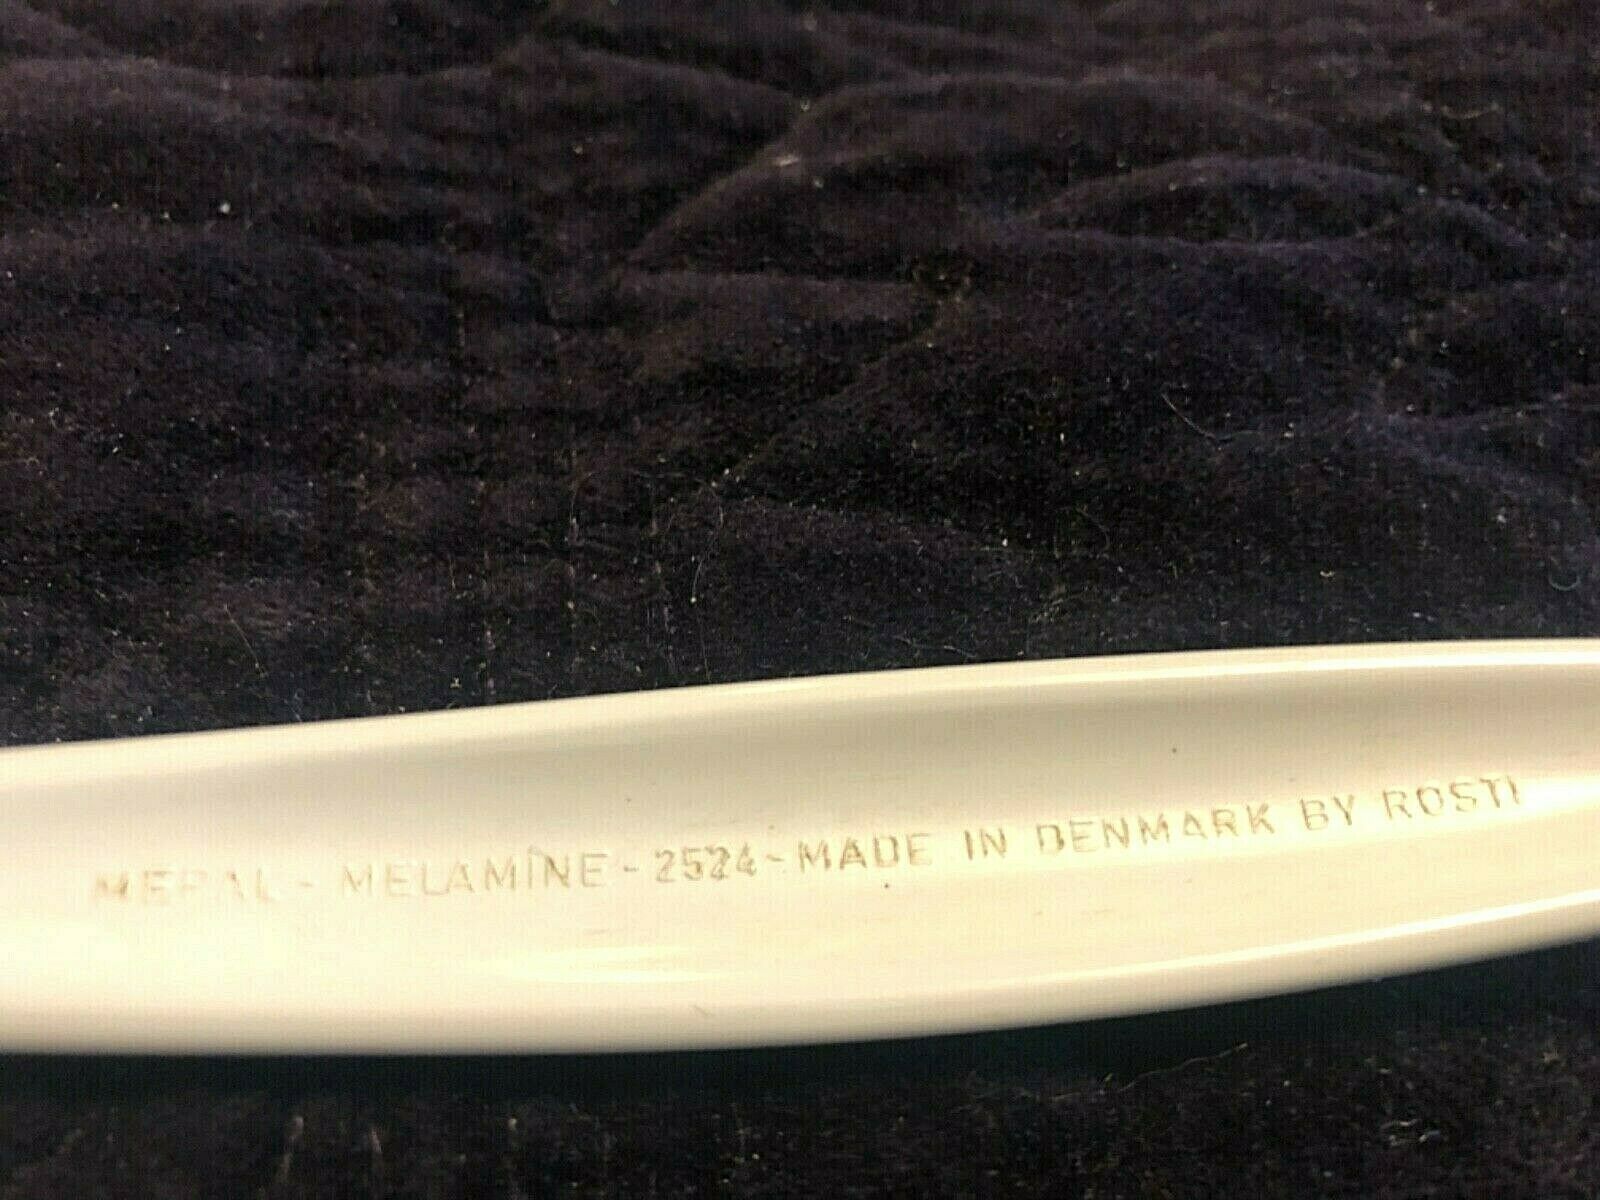 MEPAL - MELAMINE - 2524 - MADE IN DENMARK BY ROSTI